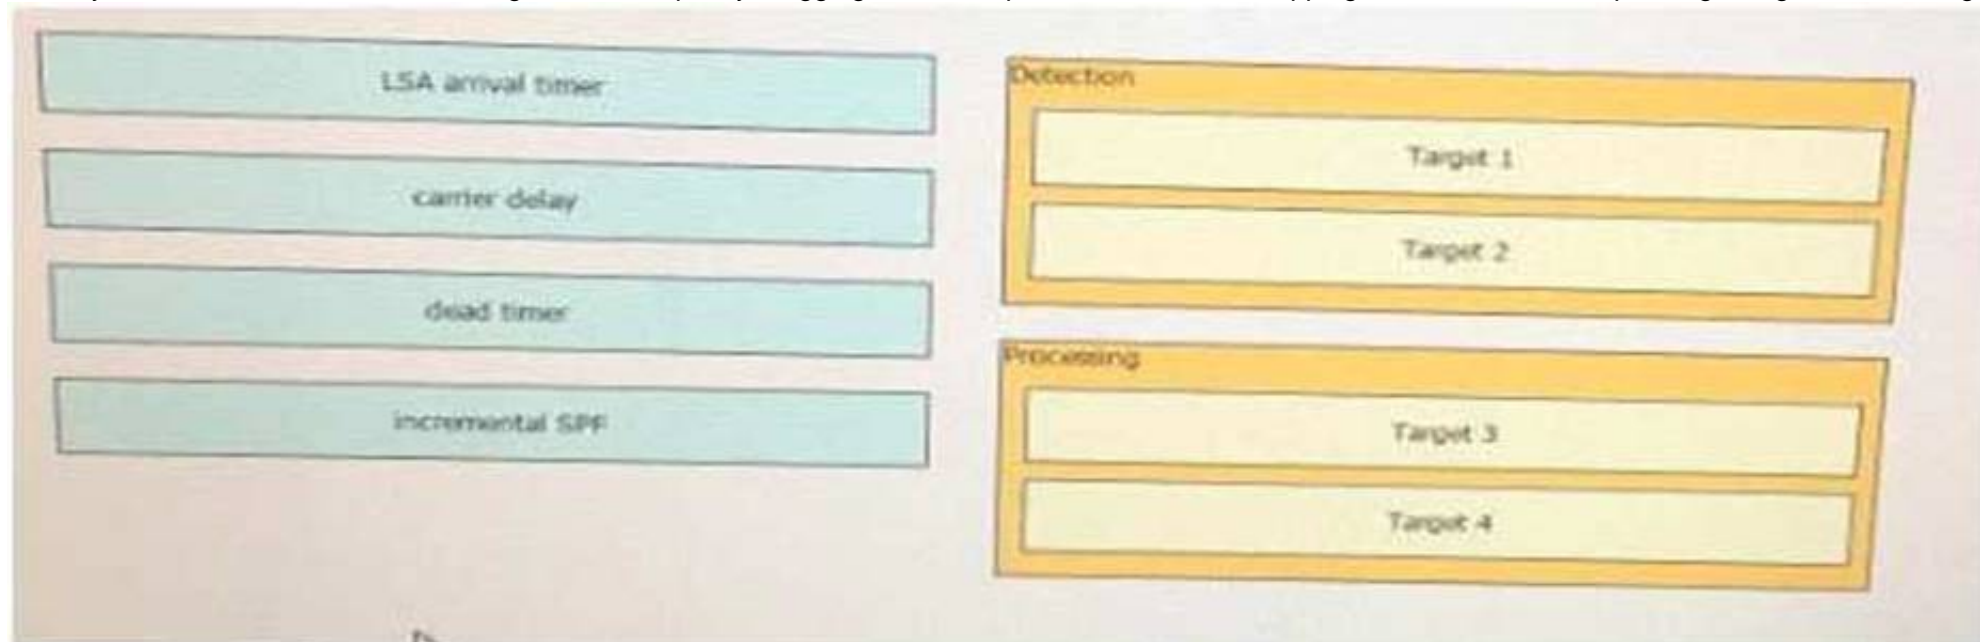 LSA arrival timer
carrier delay
dead timer
incremental SPF
Detection
Target 1
Target 2
Processing
Target 3
Target 4